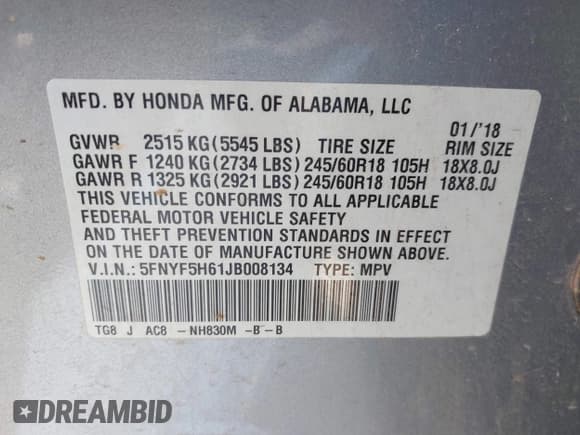 MFD. BY HONDA MFG. OF ALABAMA, LLC
01/'18
GVWR 2515 KG(5545 LBS) TIRE SIZE RIM SIZE
GAWR F 1240 KG(2734 LBS) 245/60R18 105H 18X8.0J
GAWR R 1325 KG(2921 LBS) 245/60R18 105H 18X8.0J
THIS VEHICLE CONFORMS TO ALL APPLICABLE
FEDERAL MOTOR VEHICLE SAFETY
AND THEFT PREVENTION STANDARDS IN EFFECT
ON THE DATE OF MANUFACTURE SHOWN ABOVE.
V.I.N.: 5FNYF5H61JB008134 TYPE: MPV
TG8 J AC8 - NH830M -B -B
DREAMBID